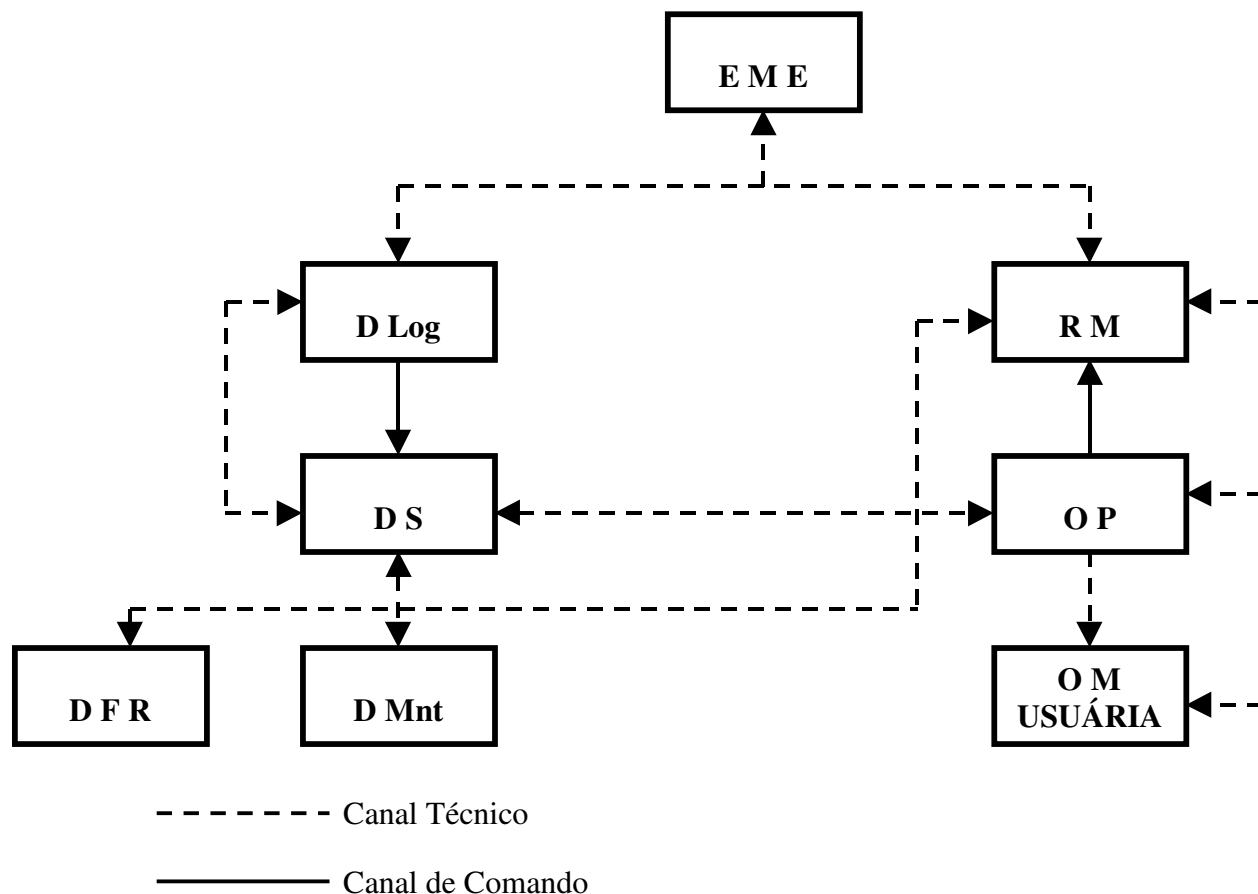 E M E
D Log
R M
D S
O P
D F R
D Mnt
O M
USUÁRIA
Canal Técnico
Canal de Comando